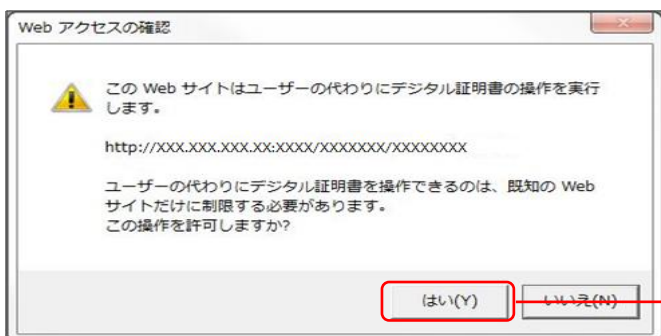 Web アクセスの確認
この Web サイトはユーザーの代わりにデジタル証明書の操作を実行
します。
http://XXX.XXX.XXX.XX:XXXX/XXXXXXX/XXXXXXXX
ユーザーの代わりにデジタル証明書を操作できるのは、既知の Web
サイトだけに制限する必要があります。
この操作を許可しますか?
はい(Y) いいえ(N)